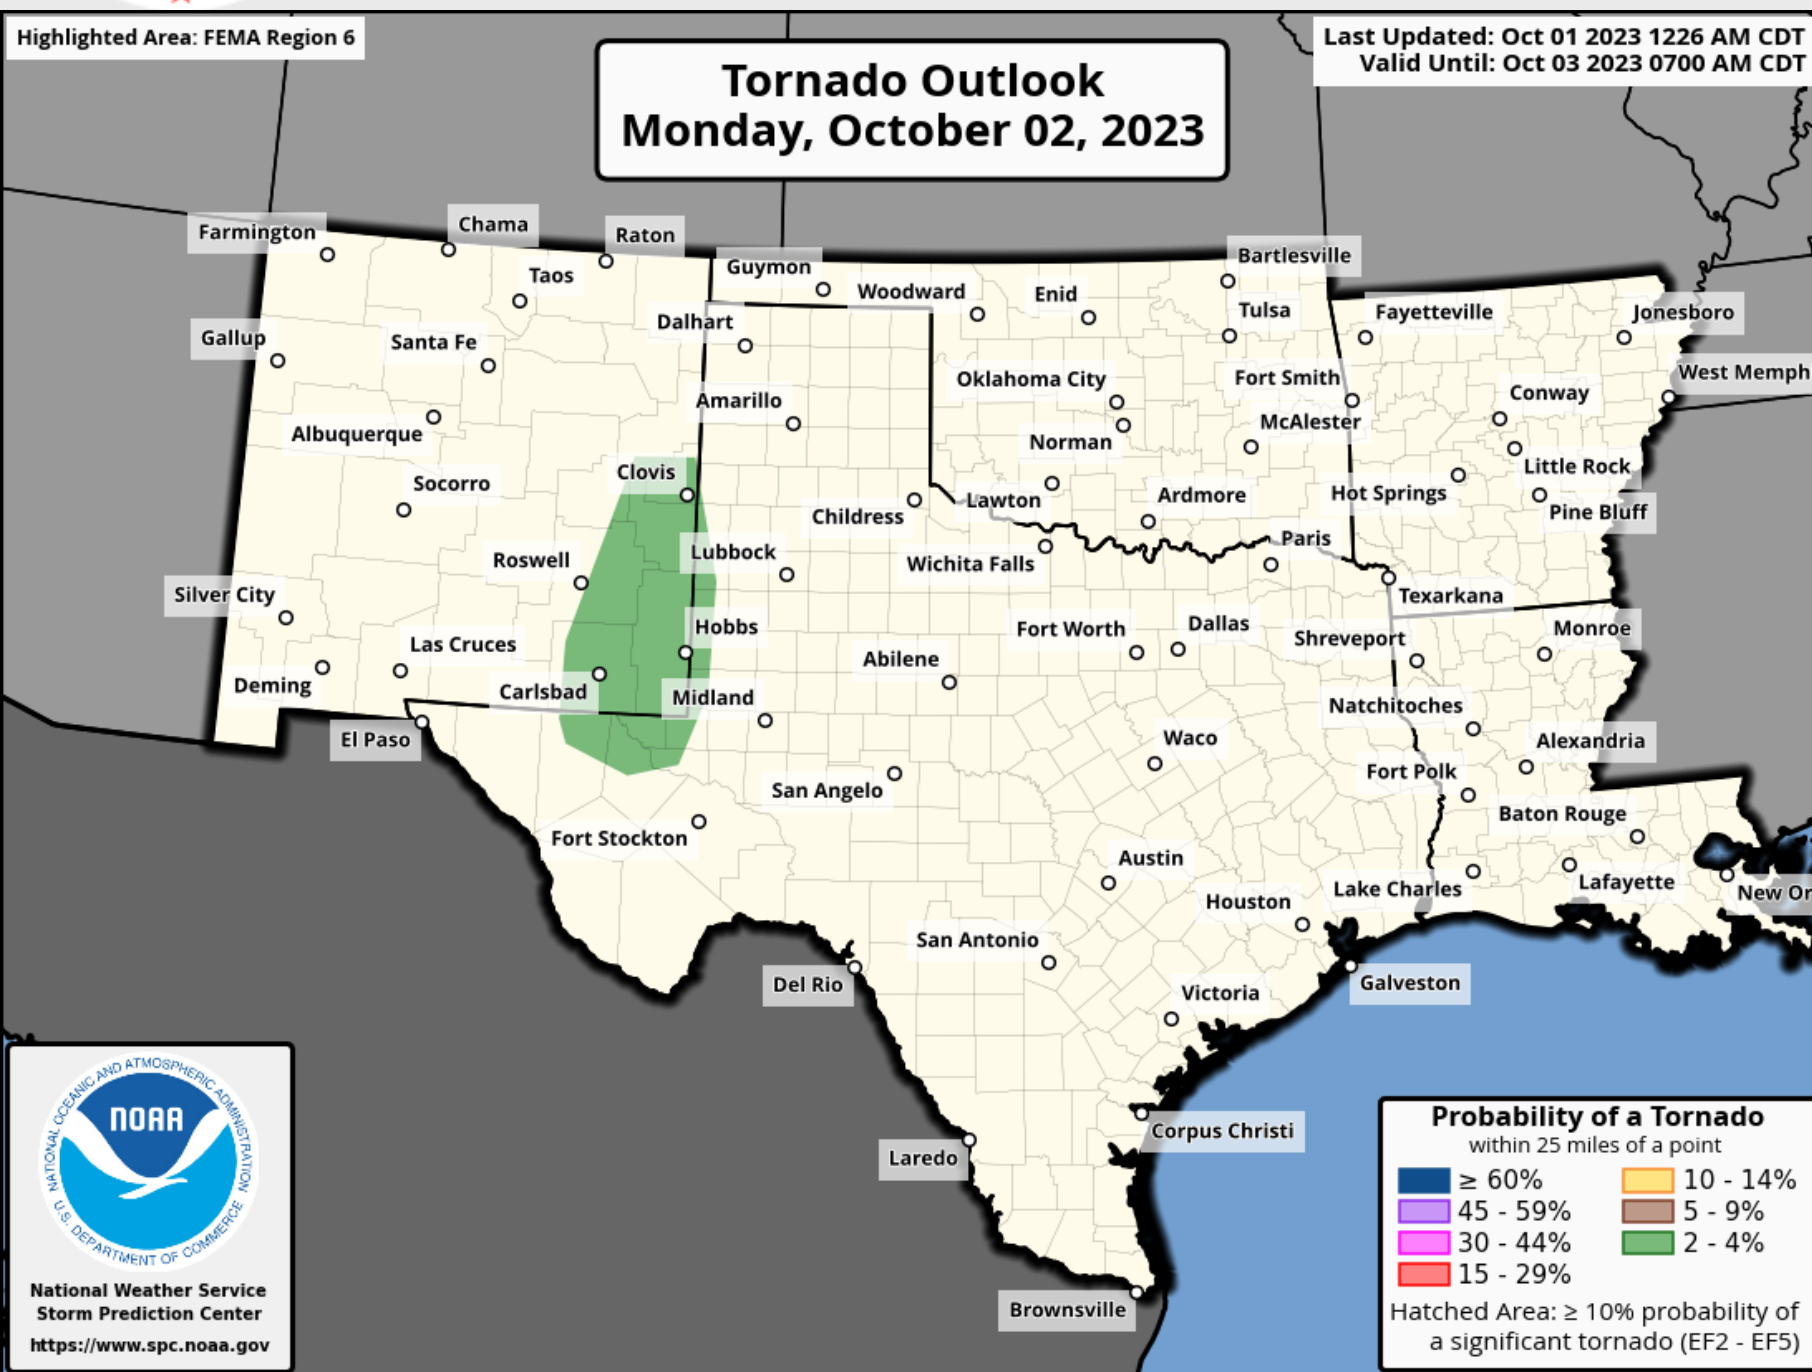 Highlighted Area: FEMA Region 6
Tornado Outlook
Monday, October 02, 2023
Last Updated: Oct 01 2023 1226 AM CDT
Valid Until: Oct 03 2023 0700 AM CDT
Farmington
Chama
Raton
Taos
Guymon
Woodward
Enid
Bartlesville
Tulsa
Fayetteville
Jonesboro
Gallup
Santa Fe
Dalhart
Oklahoma City
Fort Smith
West Memph
Conway
Amarillo
Albuquerque
Norman
McAlester
Little Rock
Clovis
Socorro
Childress
Lawton
Ardmore
Hot Springs
Pine Bluff
Roswell
Lubbock
Wichita Falls
Paris
Texarkana
Silver City
Hobbs
Fort Worth
Dallas
Shreveport
Monroe
Las Cruces
Deming
Carlsbad
Midland
Abilene
Natchitoches
El Paso
Waco
Alexandria
San Angelo
Fort Polk
Fort Stockton
Baton Rouge
Austin
Houston
Lake Charles
Lafayette
New Or
San Antonio
Del Rio
Victoria
Galveston
Corpus Christi
Laredo
Brownsville
NATIONAL OCEANIC AND ATMOSPHERIC ADMINISTRATION
NOAA
U.S. DEPARTMENT OF COMMERCE
National Weather Service
Storm Prediction Center
https://www.spc.noaa.gov
Probability of a Tornado
within 25 miles of a point
≥ 60%
10 - 14%
45 - 59%
5 - 9%
30 - 44%
2 - 4%
15 - 29%
Hatched Area: ≥ 10% probability of
a significant tornado (EF2 - EF5)